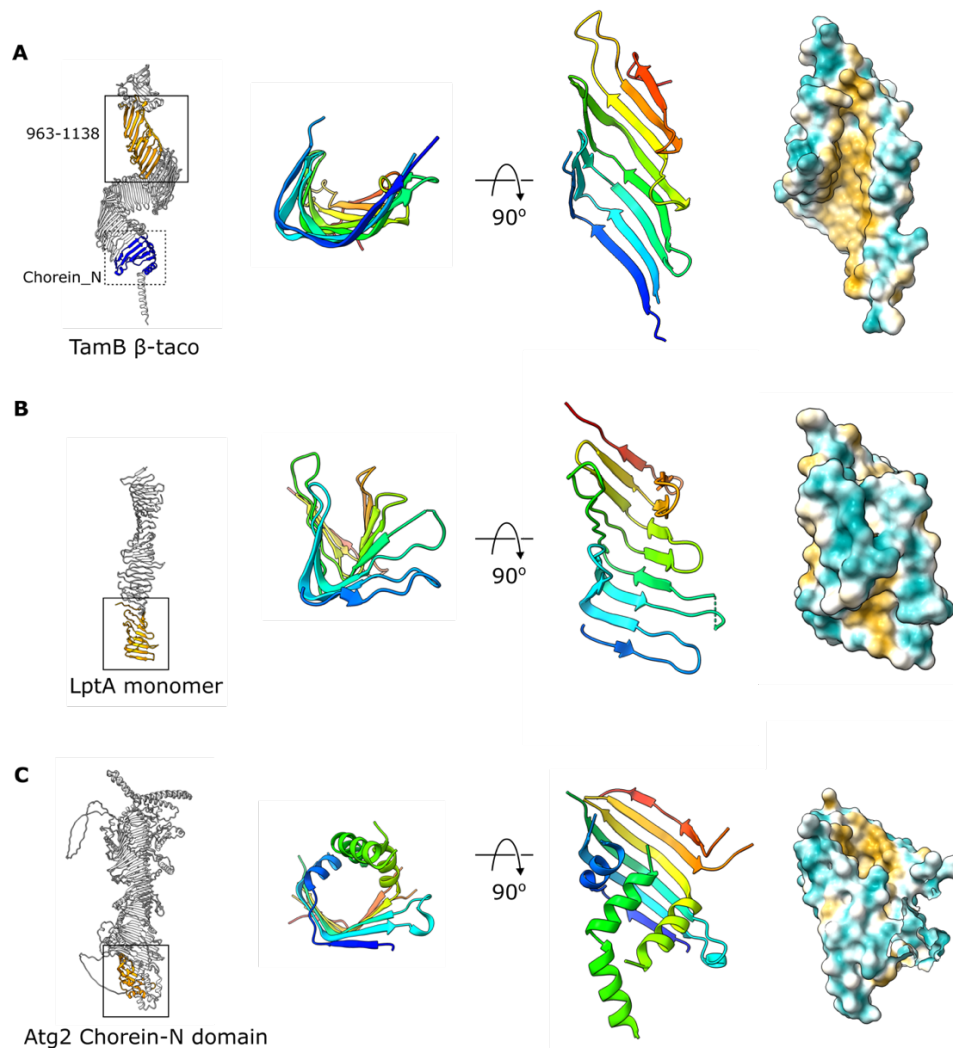 A
963-1138
90°
Chorein_N
TamB β-taco
B
90°
LptA monomer
C
90°
Atg2 Chorein-N domain